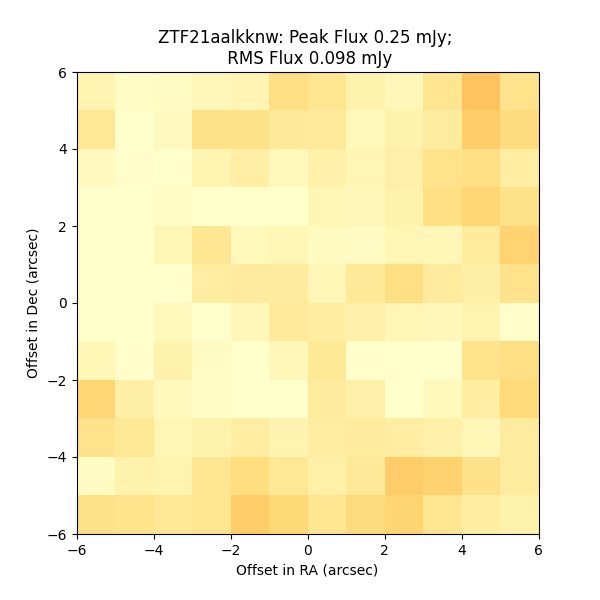 ZTF21aalkknw: Peak Flux 0.25 mJy;
RMS Flux 0.098 mJy
6
4
2
0
−2
−4
−6
Offset in Dec (arcsec)
−6 −4 −2 0 2 4 6
Offset in RA (arcsec)